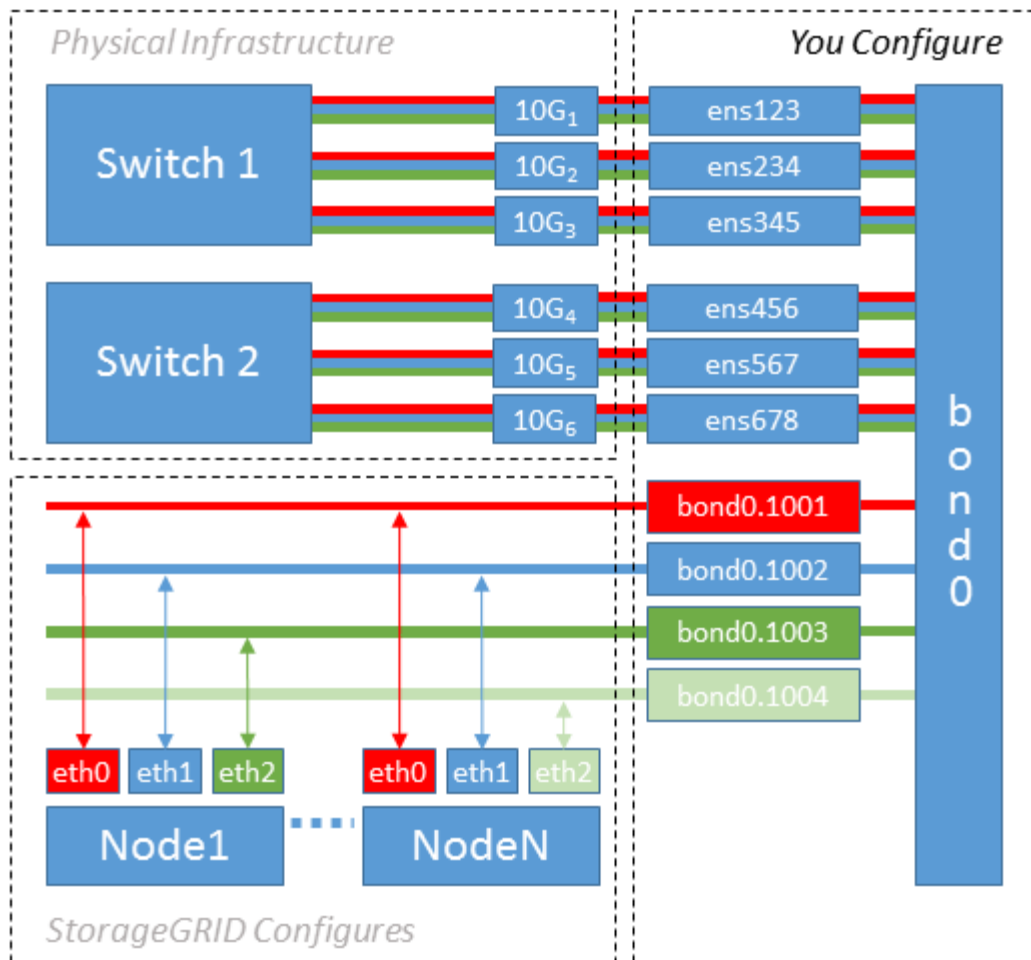 Physical Infrastructure
You Configure
Switch 1
10G₁
ens123
10G₂
ens234
10G₃
ens345
Switch 2
10G₄
ens456
10G₅
ens567
10G₆
ens678
bond0
bond0.1001
bond0.1002
bond0.1003
bond0.1004
eth0 eth1 eth2
eth0 eth1 eth2
Node1
NodeN
StorageGRID Configures